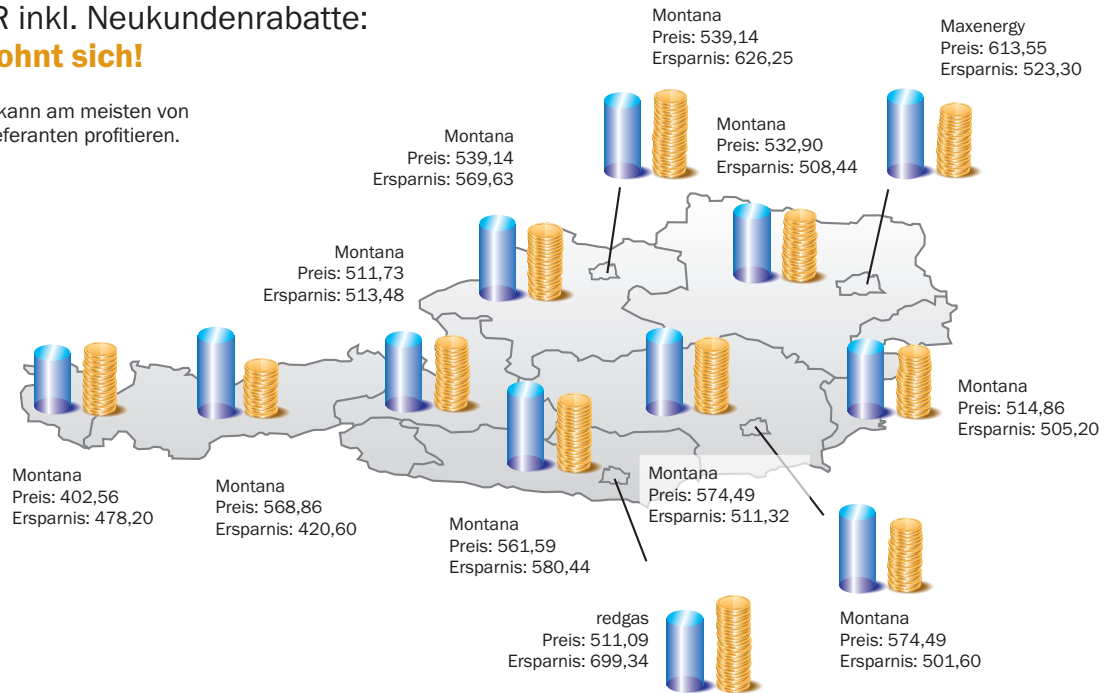 R inkl. Neukundenrabatte:
ohnt sich!
kann am meisten von
eferanten profitieren.
Montana
Preis: 539,14
Ersparnis: 626,25
Maxenergy
Preis: 613,55
Ersparnis: 523,30
Montana
Preis: 539,14
Ersparnis: 569,63
Montana
Preis: 532,90
Ersparnis: 508,44
Montana
Preis: 511,73
Ersparnis: 513,48
Montana
Preis: 514,86
Ersparnis: 505,20
Montana
Preis: 402,56
Ersparnis: 478,20
Montana
Preis: 568,86
Ersparnis: 420,60
Montana
Preis: 561,59
Ersparnis: 580,44
Montana
Preis: 574,49
Ersparnis: 511,32
redgas
Preis: 511,09
Ersparnis: 699,34
Montana
Preis: 574,49
Ersparnis: 501,60